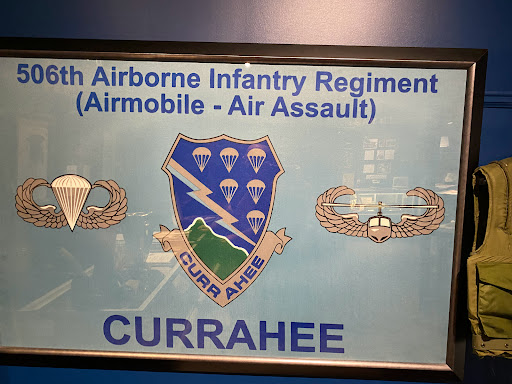 506th Airborne Infantry Regiment
(Airmobile - Air Assault)
CURRAHEE
CURRAHEE